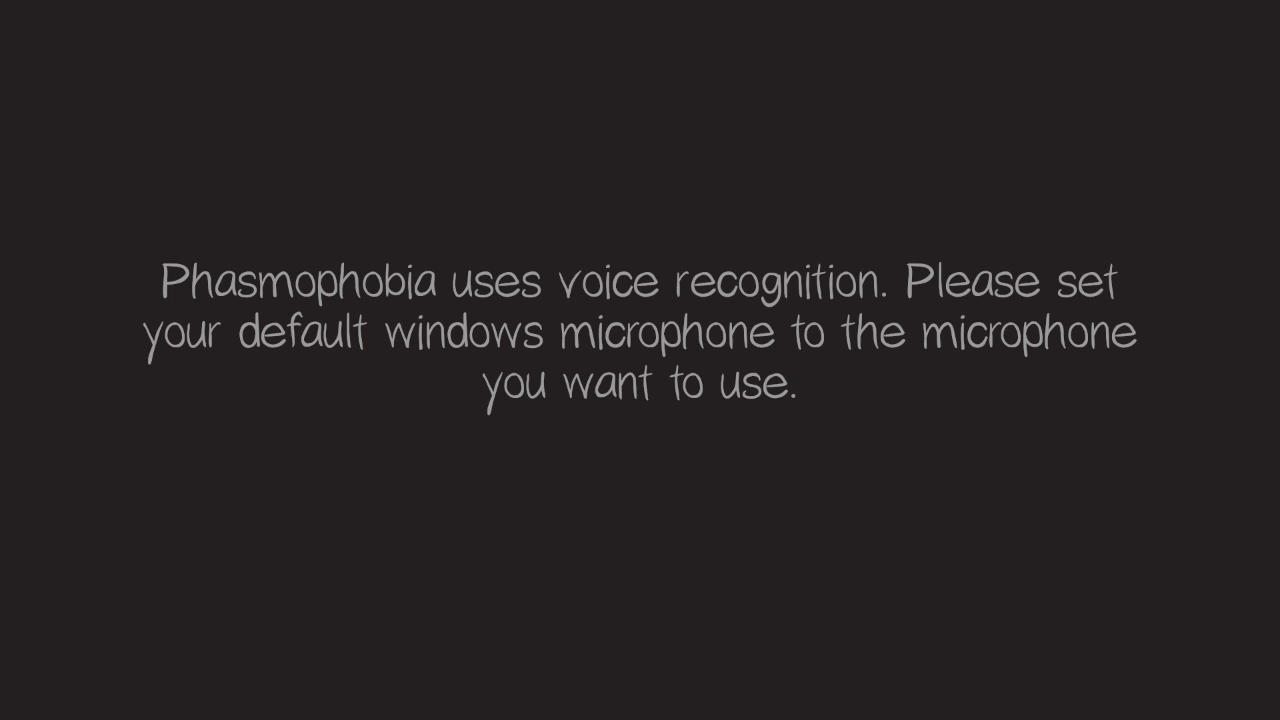 Phasmophobia uses voice recognition. Please set
your default windows microphone to the microphone
you want to use.